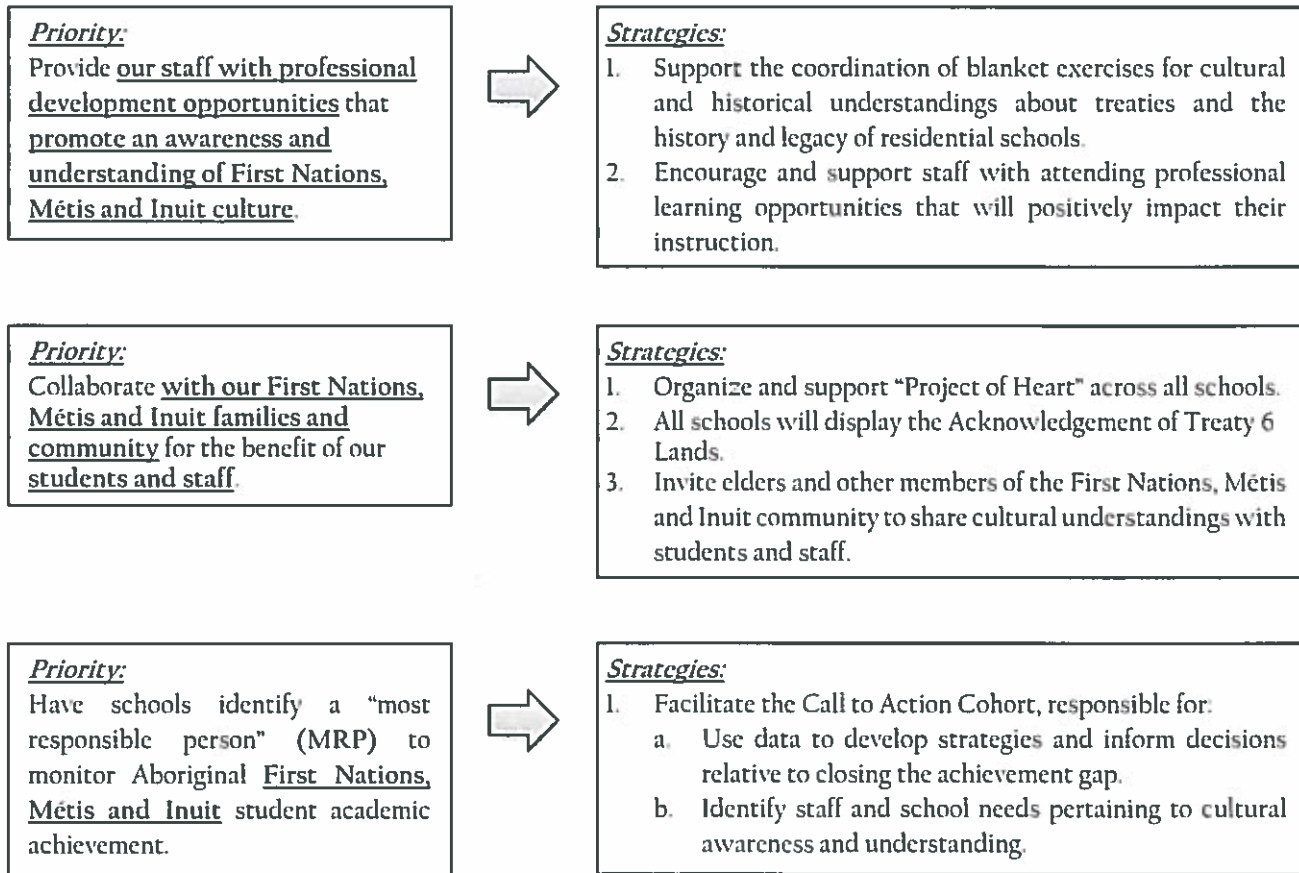 Priority:
Provide our staff with professional
development opportunities that
promote an awareness and
understanding of First Nations,
Métis and Inuit culture.
Strategies:
1. Support the coordination of blanket exercises for cultural
and historical understandings about treaties and the
history and legacy of residential schools.
2. Encourage and support staff with attending professional
learning opportunities that will positively impact their
instruction.
Priority:
Collaborate with our First Nations,
Métis and Inuit families and
community for the benefit of our
students and staff.
Strategies:
1. Organize and support “Project of Heart” across all schools.
2. All schools will display the Acknowledgement of Treaty 6
Lands.
3. Invite elders and other members of the First Nations, Métis
and Inuit community to share cultural understandings with
students and staff.
Priority:
Have schools identify a “most
responsible person” (MRP) to
monitor Aboriginal First Nations,
Métis and Inuit student academic
achievement.
Strategies:
1. Facilitate the Call to Action Cohort, responsible for:
a. Use data to develop strategies and inform decisions
relative to closing the achievement gap.
b. Identify staff and school needs pertaining to cultural
awareness and understanding.